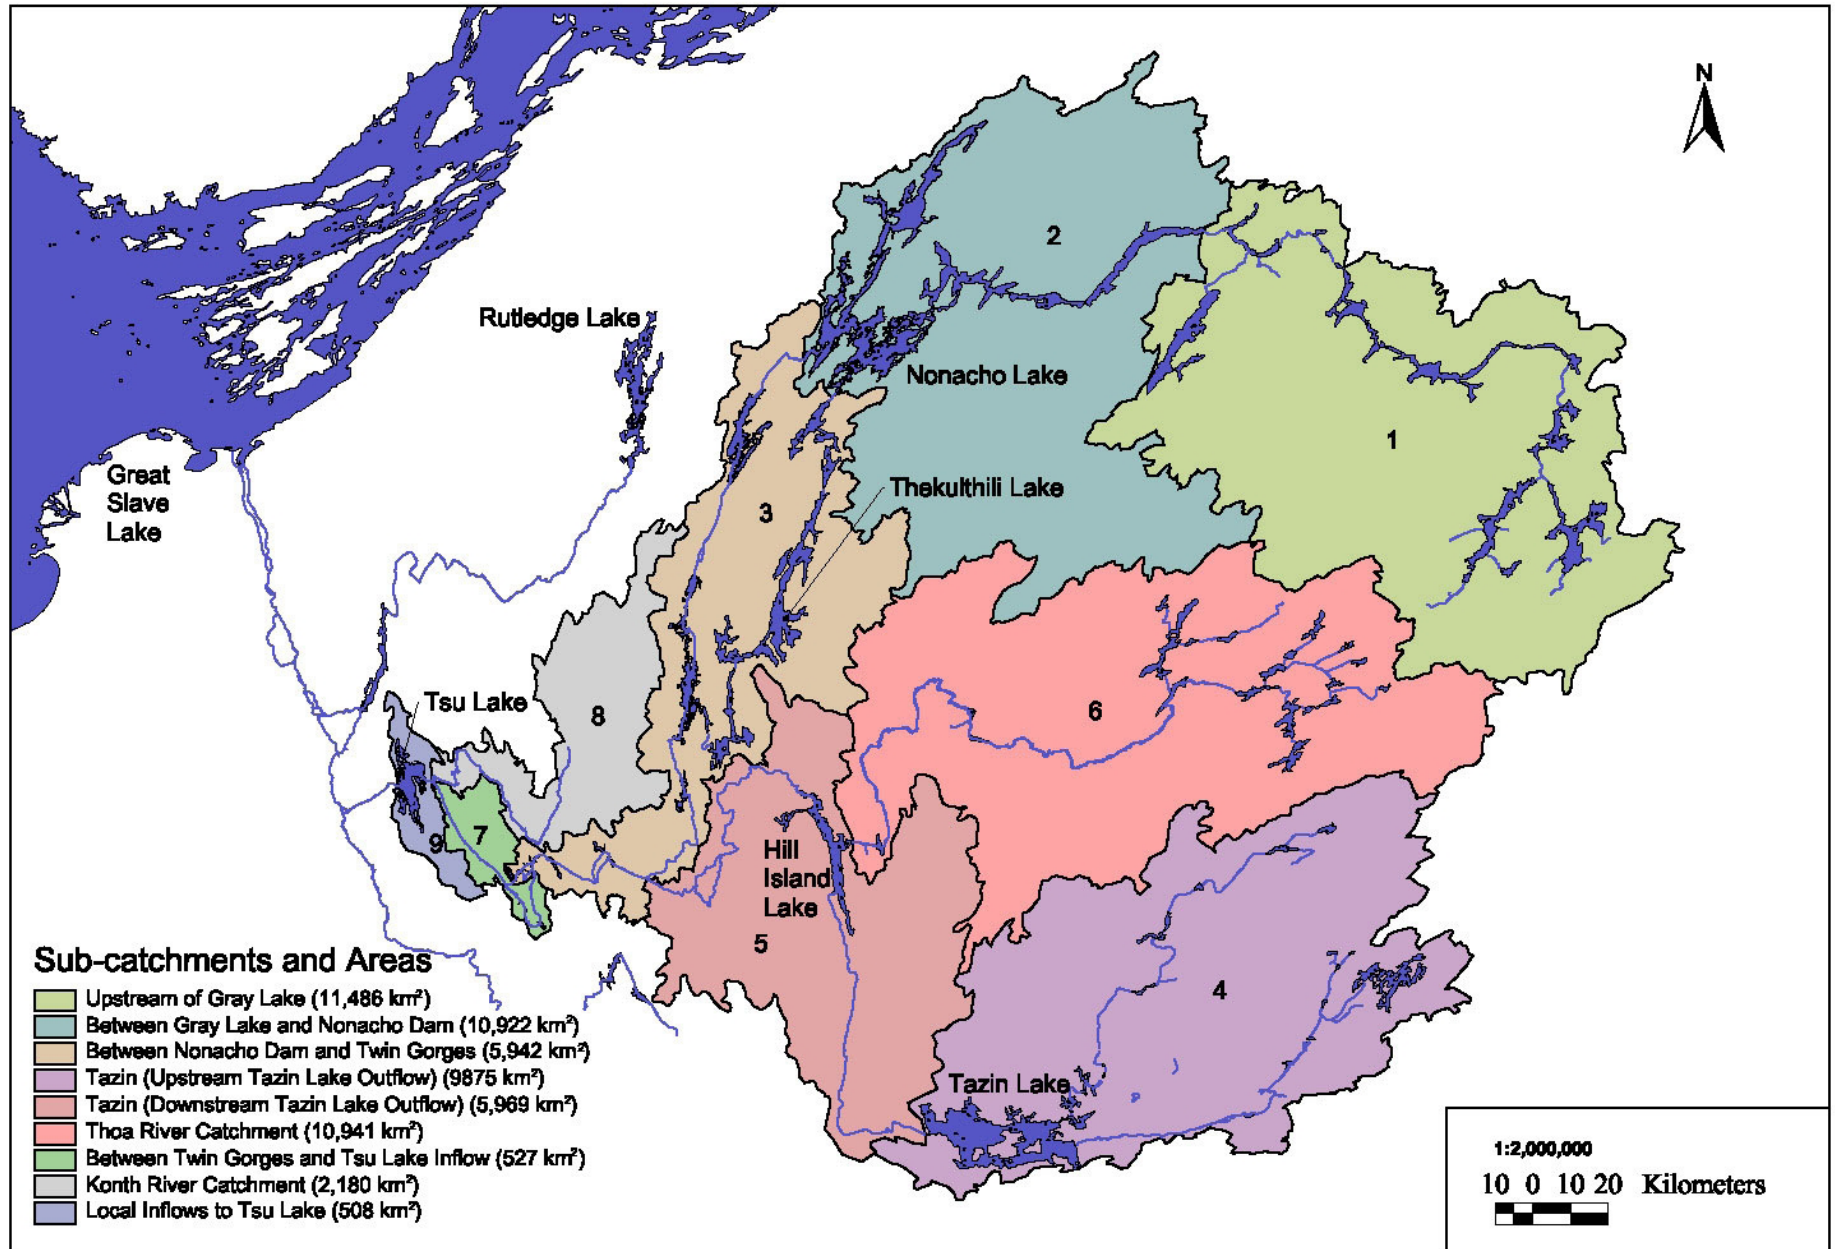 N
2
Rutledge Lake
Nonacho Lake
1
Great
Slave
Lake
Thekulthili Lake
3
Tsu Lake
8
6
7
9
Hill
Island
Lake
5
4
Tazin Lake
Sub-catchments and Areas
Upstream of Gray Lake (11,486 km²)
Between Gray Lake and Nonacho Dam (10,922 km²)
Between Nonacho Dam and Twin Gorges (5,942 km²)
Tazin (Upstream Tazin Lake Outflow) (9875 km²)
Tazin (Downstream Tazin Lake Outflow) (5,969 km²)
Thoa River Catchment (10,941 km²)
Between Twin Gorges and Tsu Lake Inflow (527 km²)
Konth River Catchment (2,180 km²)
Local Inflows to Tsu Lake (508 km²)
1:2,000,000
10 0 10 20 Kilometers